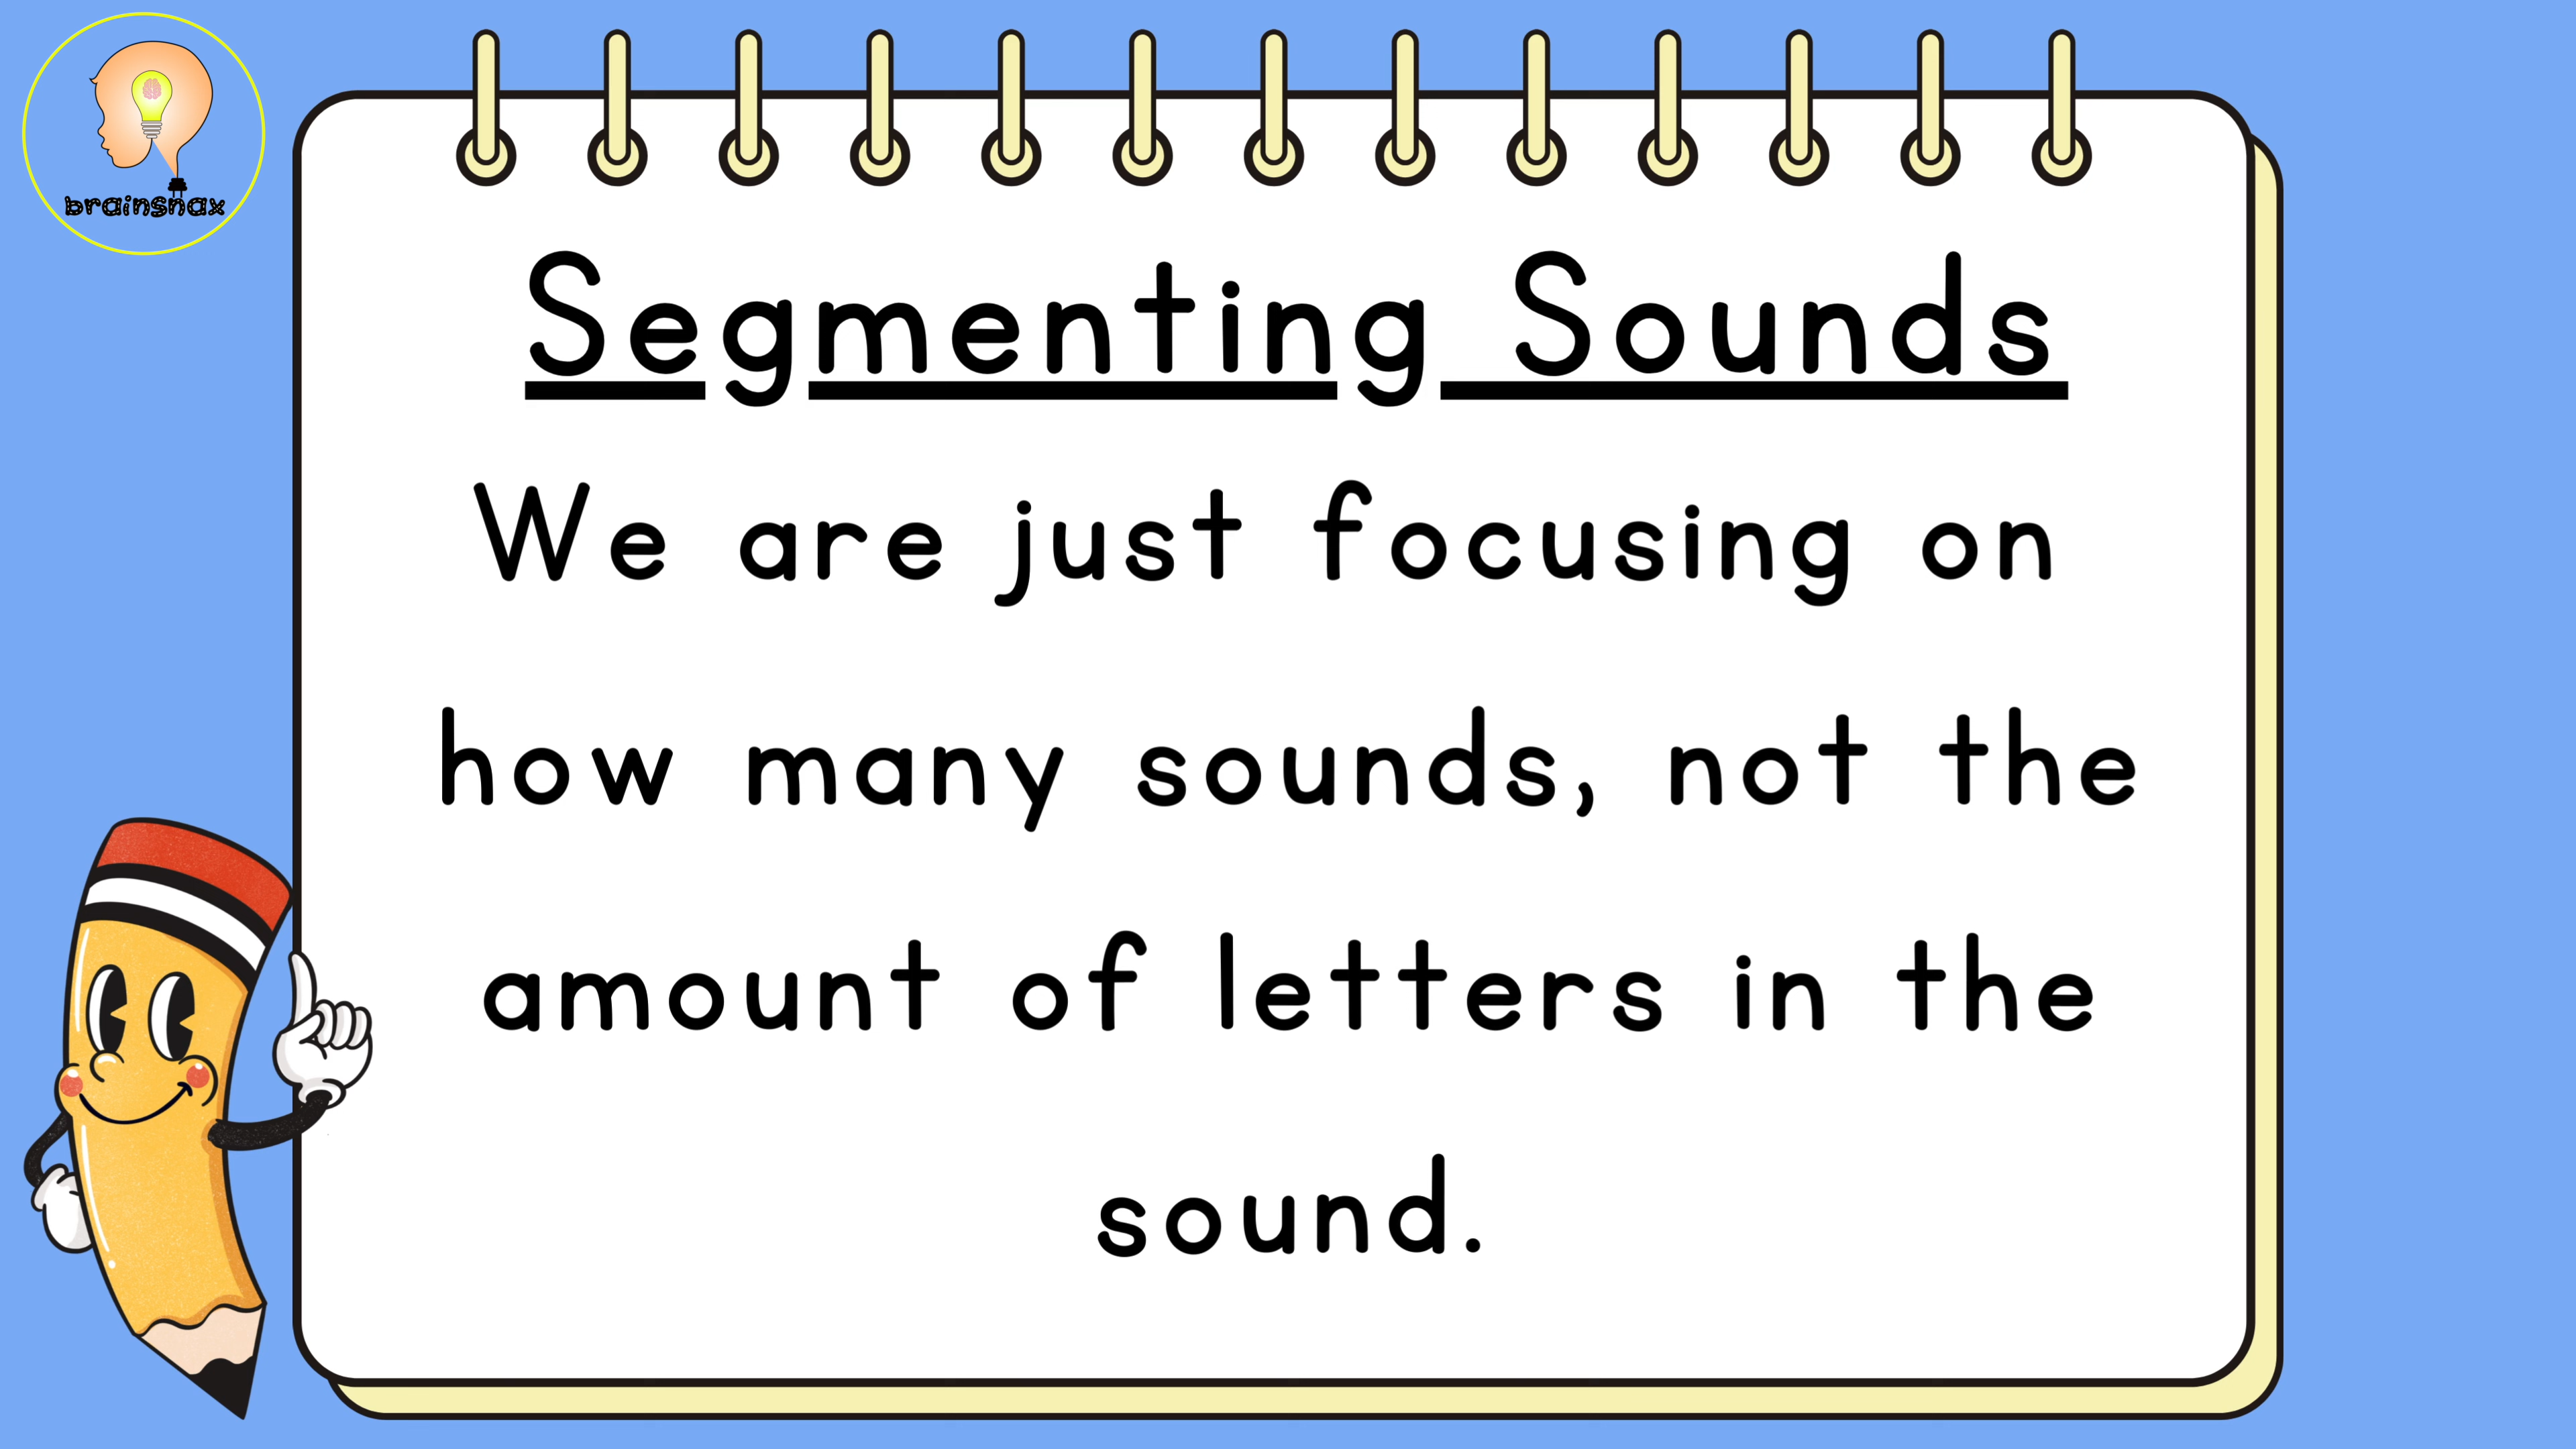 brainsnax
Segmenting Sounds
We are just focusing on
how many sounds, not the
amount of letters in the
sound.